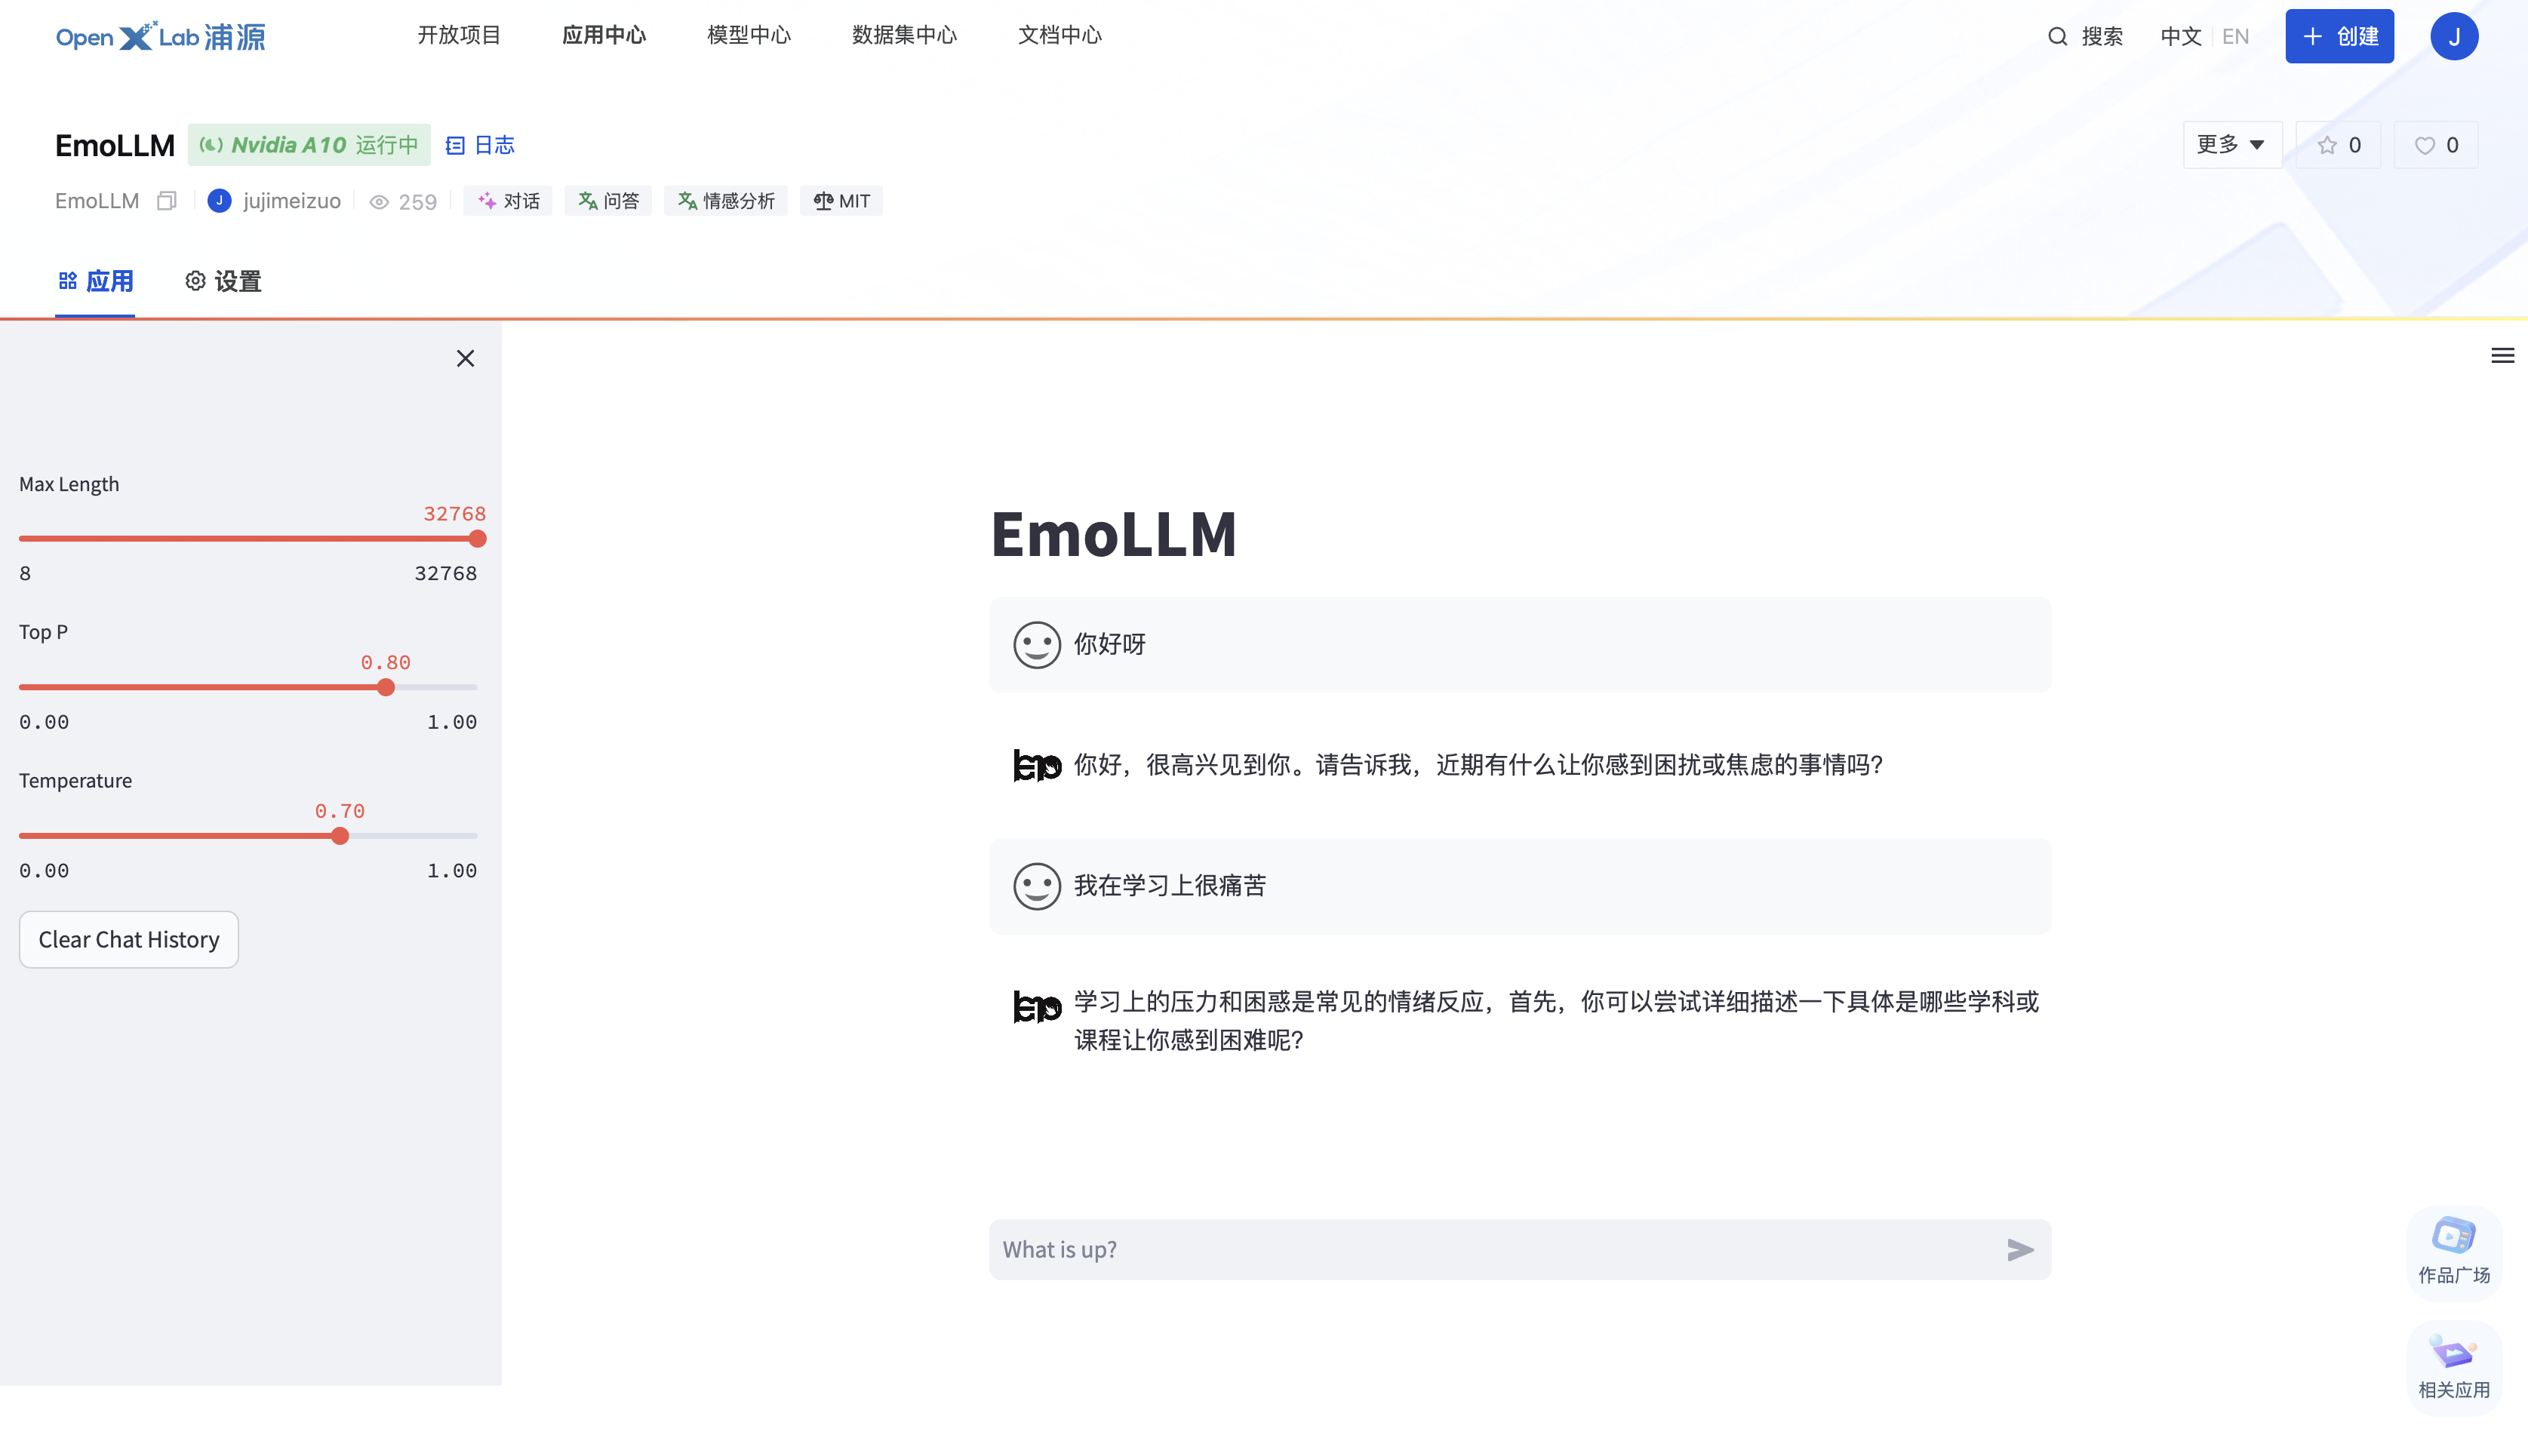 OpenXLab浦源
开放项目
应用中心
模型中心
数据集中心
文档中心
搜索
中文 EN
创建
J
EmoLLM
Nvidia A10 运行中
日志
更多
0
0
EmoLLM
J jujimeizuo
259
对话
问答
情感分析
MIT
应用
设置
Max Length
32768
8 32768
Top P
0.80
0.00 1.00
Temperature
0.70
0.00 1.00
Clear Chat History
EmoLLM
你好呀
你好，很高兴见到你。请告诉我，近期有什么让你感到困扰或焦虑的事情吗？
我在学习上很痛苦
学习上的压力和困惑是常见的情绪反应，首先，你可以尝试详细描述一下具体是哪些学科或
课程让你感到困难呢？
What is up?
作品广场
相关应用